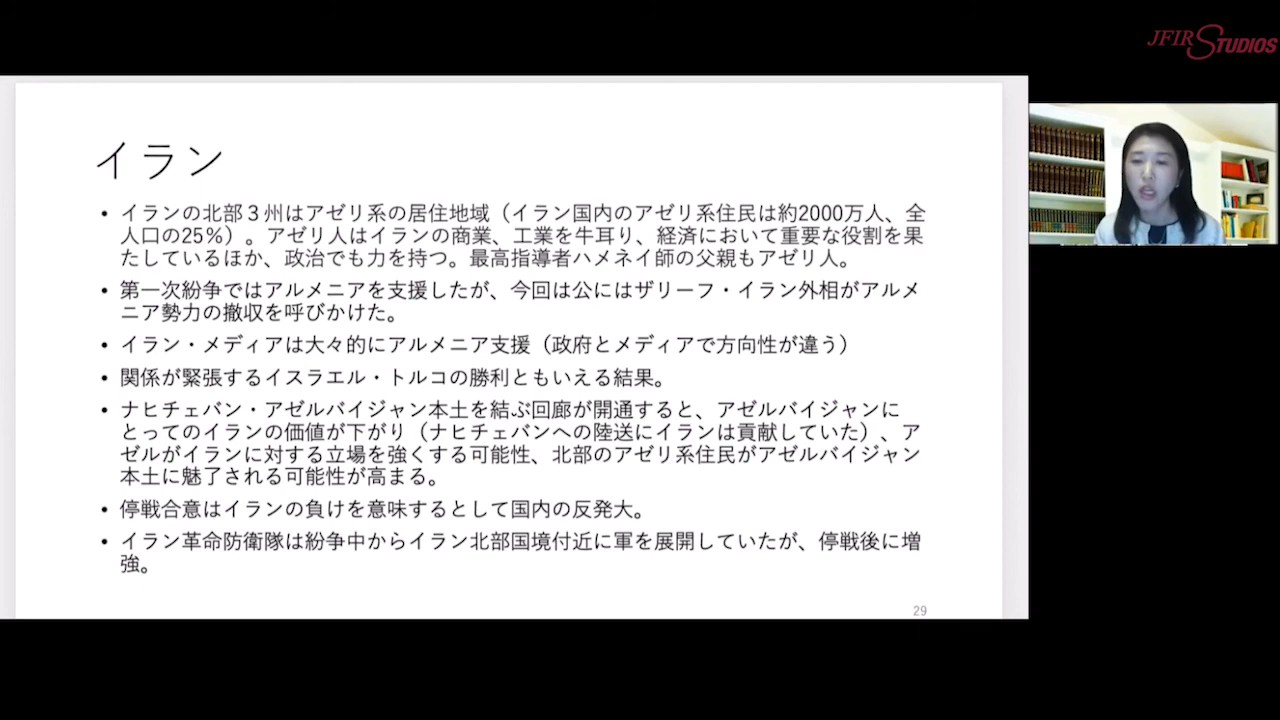 JFIR STUDIOS
イラン
• イランの北部３州はアゼリ系の居住地域（イラン国内のアゼリ系住民は約2000万人、全
人口の25％）。アゼリ人はイランの商業、工業を牛耳り、経済において重要な役割を果
たしているほか、政治でも力を持つ。最高指導者ハメネイ師の父親もアゼリ人。
• 第一次紛争ではアルメニアを支援したが、今回は公にはザリーフ・イラン外相がアルメ
ニア勢力の撤収を呼びかけた。
• イラン・メディアは大々的にアルメニア支援（政府とメディアで方向性が違う）
• 関係が緊張するイスラエル・トルコの勝利ともいえる結果。
• ナヒチェバン・アゼルバイジャン本土を結ぶ回廊が開通すると、アゼルバイジャンに
とってのイランの価値が下がり（ナヒチェバンへの陸送にイランは貢献していた）、ア
ゼルがイランに対する立場を強くする可能性、北部のアゼリ系住民がアゼルバイジャン
本土に魅了される可能性が高まる。
• 停戦合意はイランの負けを意味するとして国内の反発大。
• イラン革命防衛隊は紛争中からイラン北部国境付近に軍を展開していたが、停戦後に増
強。
29